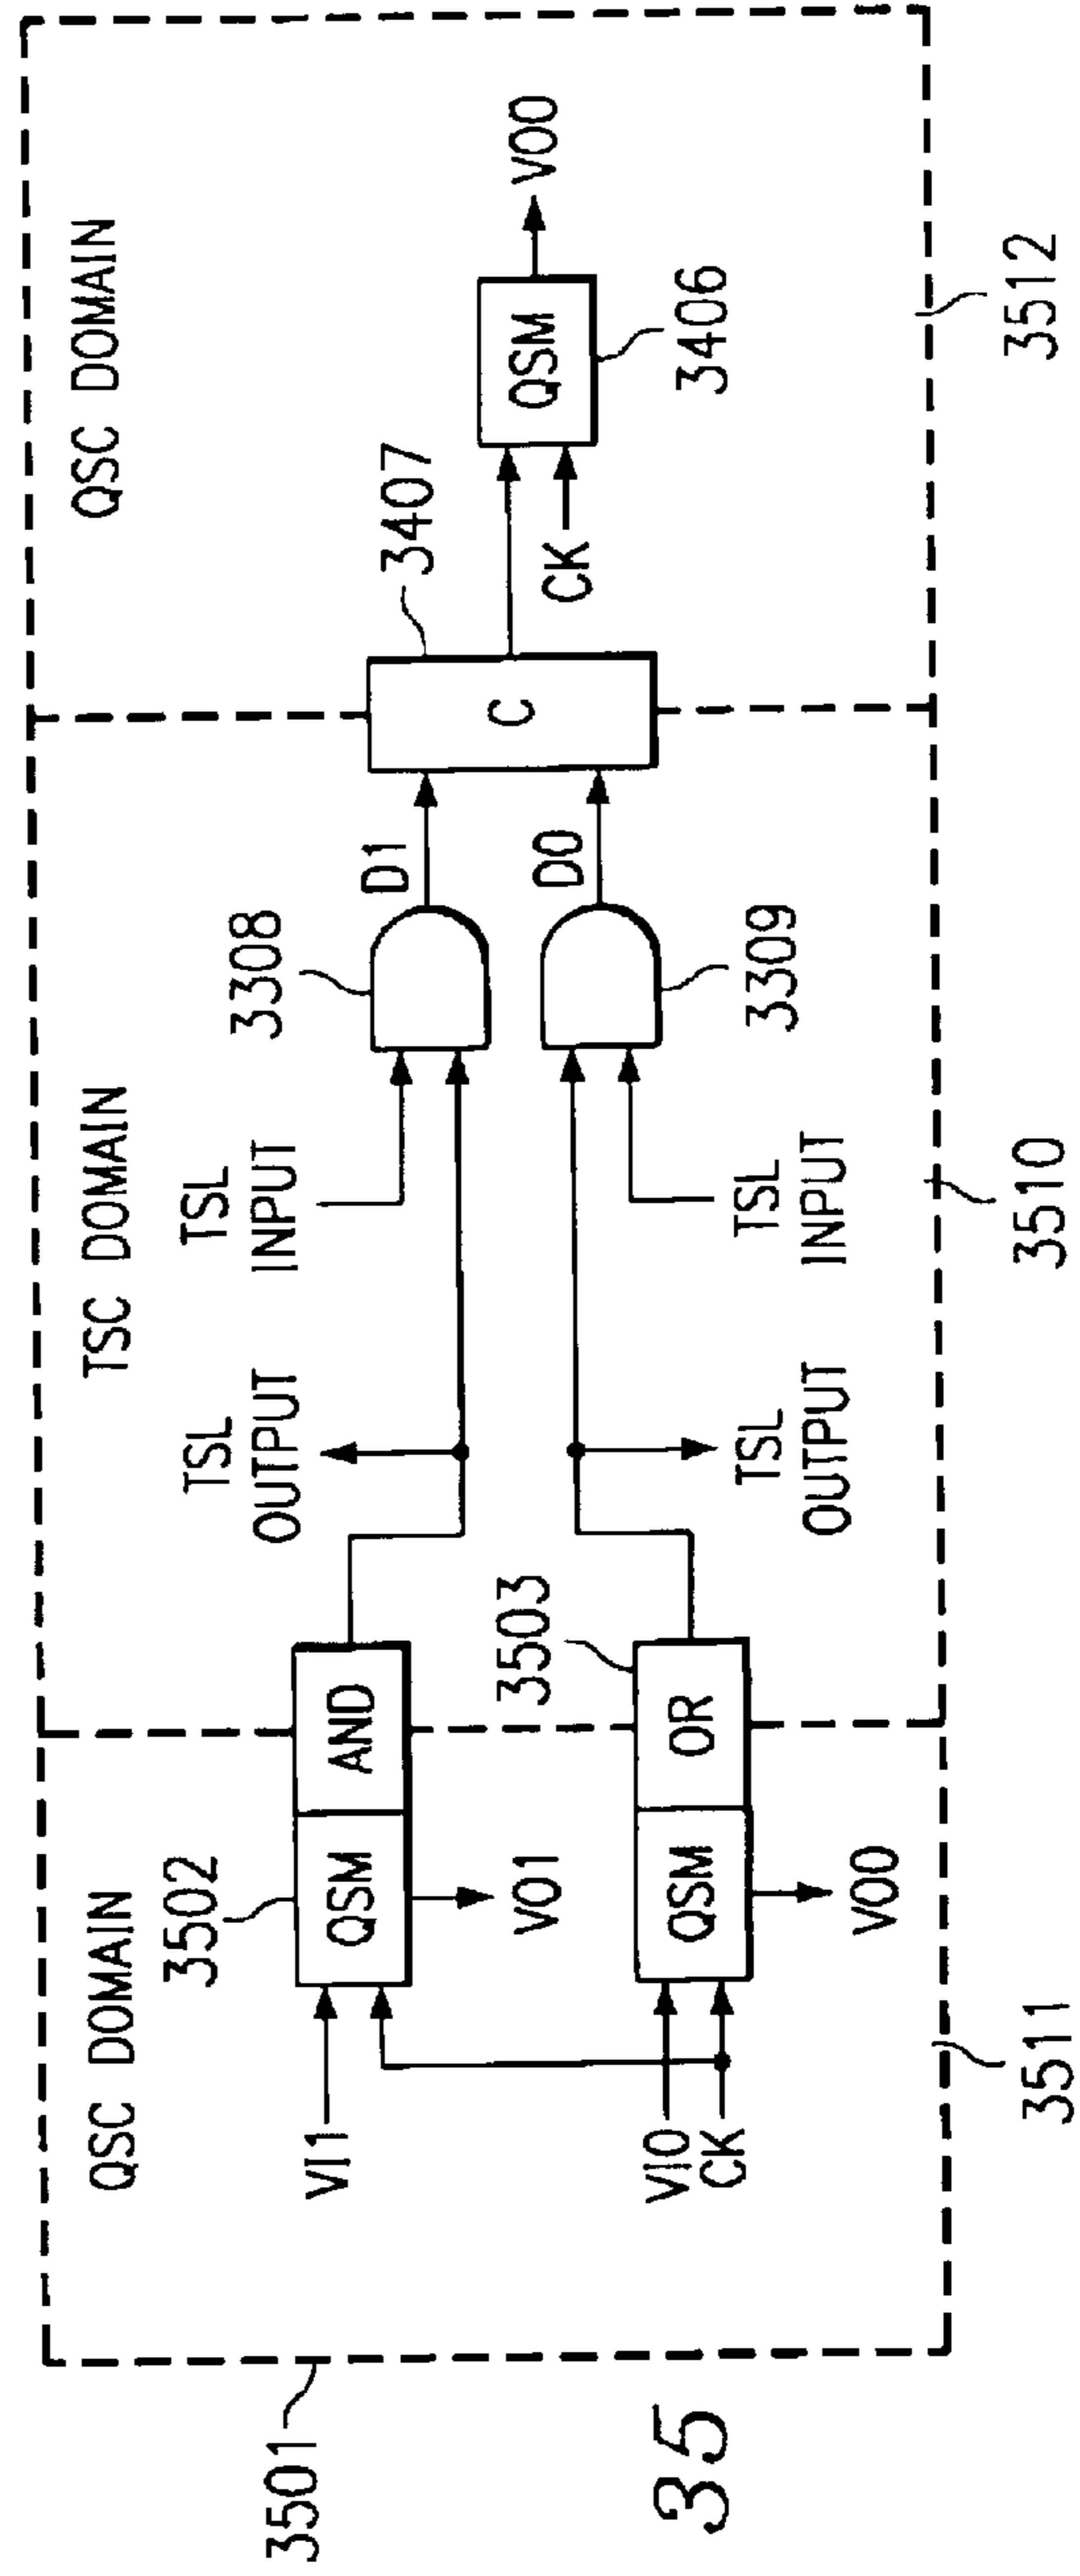 QSC DOMAIN
TSC DOMAIN
QSC DOMAIN
3501
3502
VI1
QSM
AND
VO1
TSL
OUTPUT
TSL
INPUT
3308
D1
3407
C
QSM
VOO
CK
3406
3503
VIO
CK
QSM
OR
VOO
TSL
OUTPUT
TSL
INPUT
3309
DO
3511
3510
3512
35